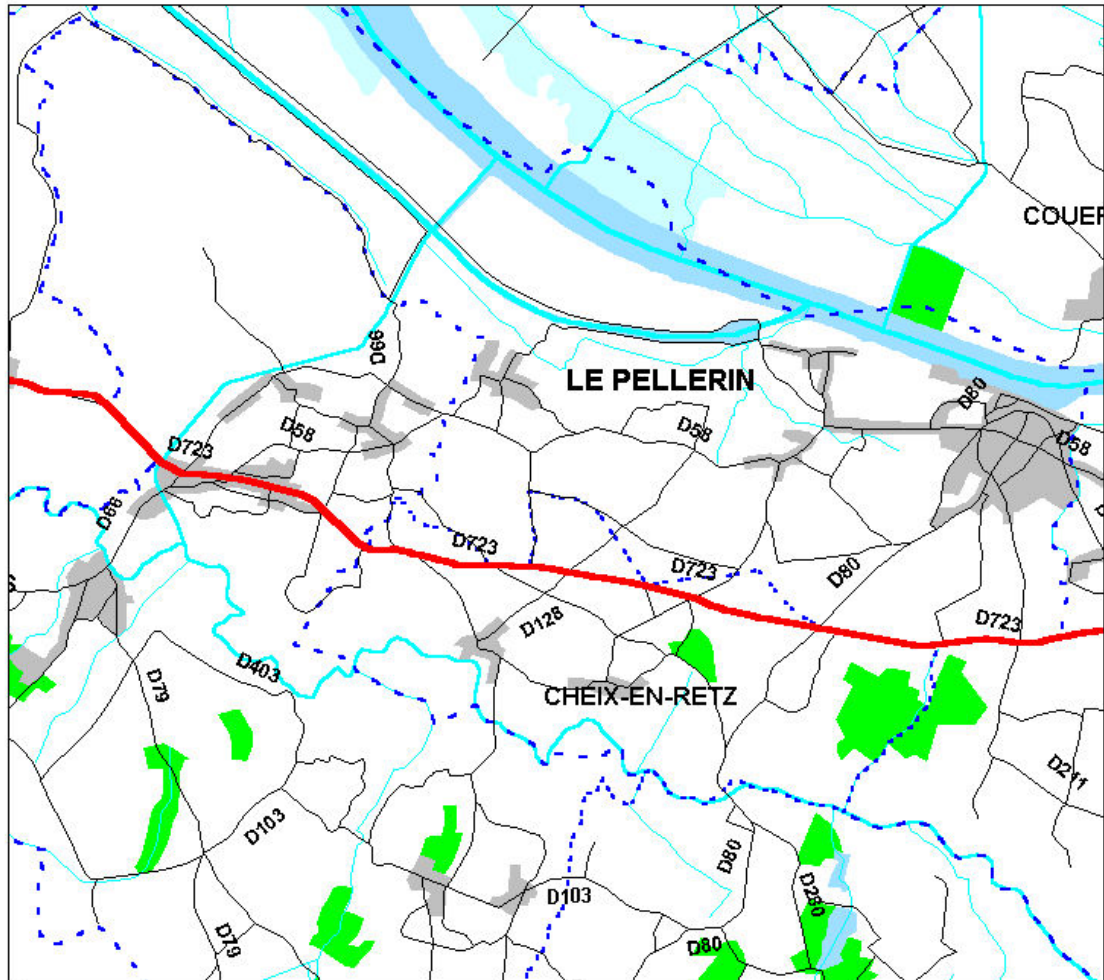 COUER
D66
LE PELLERIN
D80
D58
D58
D58
D723
D66
D723
D723
D80
D723
D128
D403
D79
CHEIX-EN-RETZ
D211
D103
D80
D103
D280
D79
D80